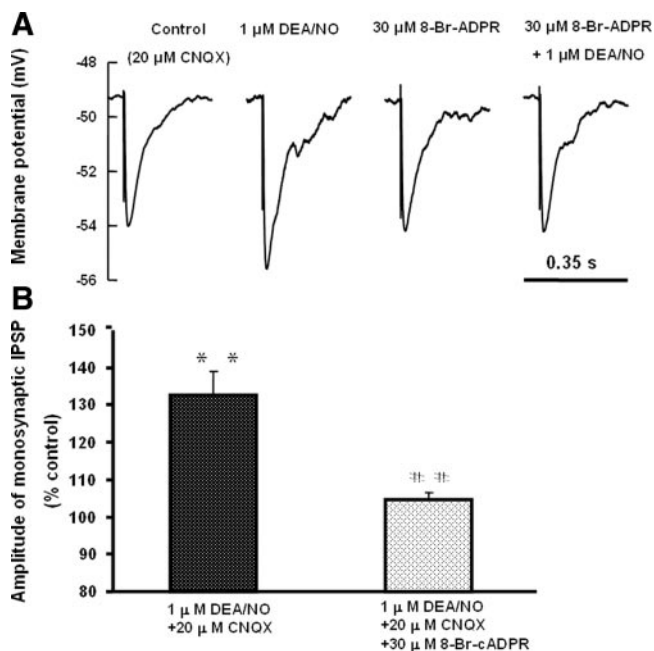 A
Control
(20 μM CNQX)
1 μM DEA/NO
30 μM 8-Br-ADPR
30 μM 8-Br-ADPR
+ 1 μM DEA/NO
Membrane potential (mV)
-48
-50
-52
-54
-56
0.35 s
B
Amplitude of monosynaptic IPSP
(% control)
150
140
130
120
110
100
90
80
* *
# #
1 μ M DEA/NO
+20 μ M CNQX
1 μ M DEA/NO
+20 μ M CNQX
+30 μ M 8-Br-cADPR